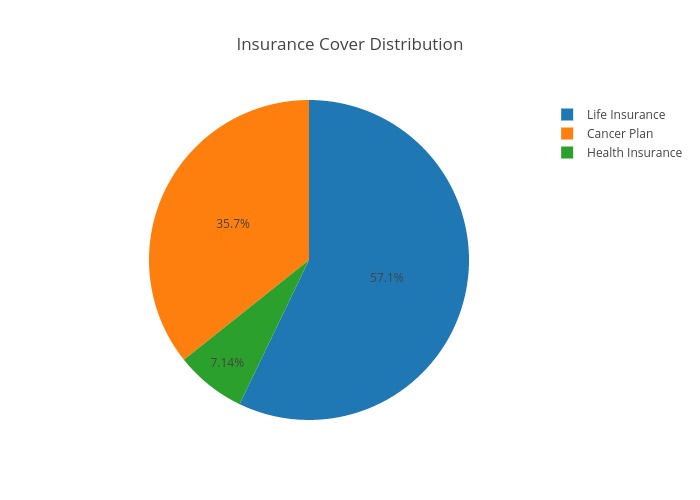 Insurance Cover Distribution
Life Insurance
Cancer Plan
Health Insurance
35.7%
57.1%
7.14%